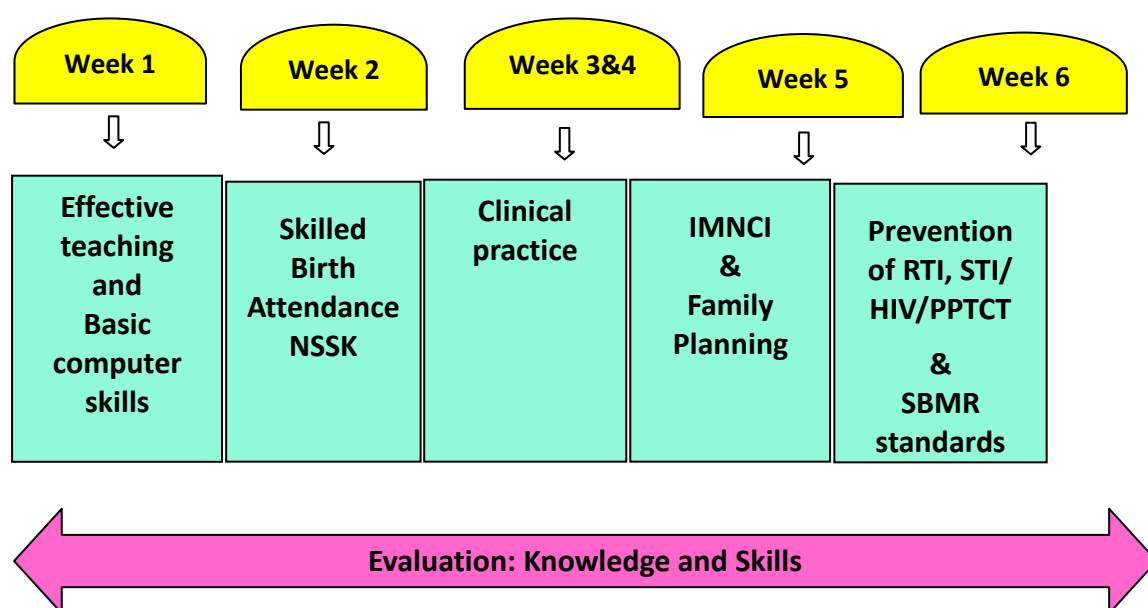 Week 1
Week 2
Week 3&4
Week 5
Week 6
Effective
teaching
and
Basic
computer
skills
Skilled
Birth
Attendance
NSSK
Clinical
practice
IMNCI
&
Family
Planning
Prevention
of RTI, STI/
HIV/PPTCT
&
SBMR
standards
Evaluation: Knowledge and Skills